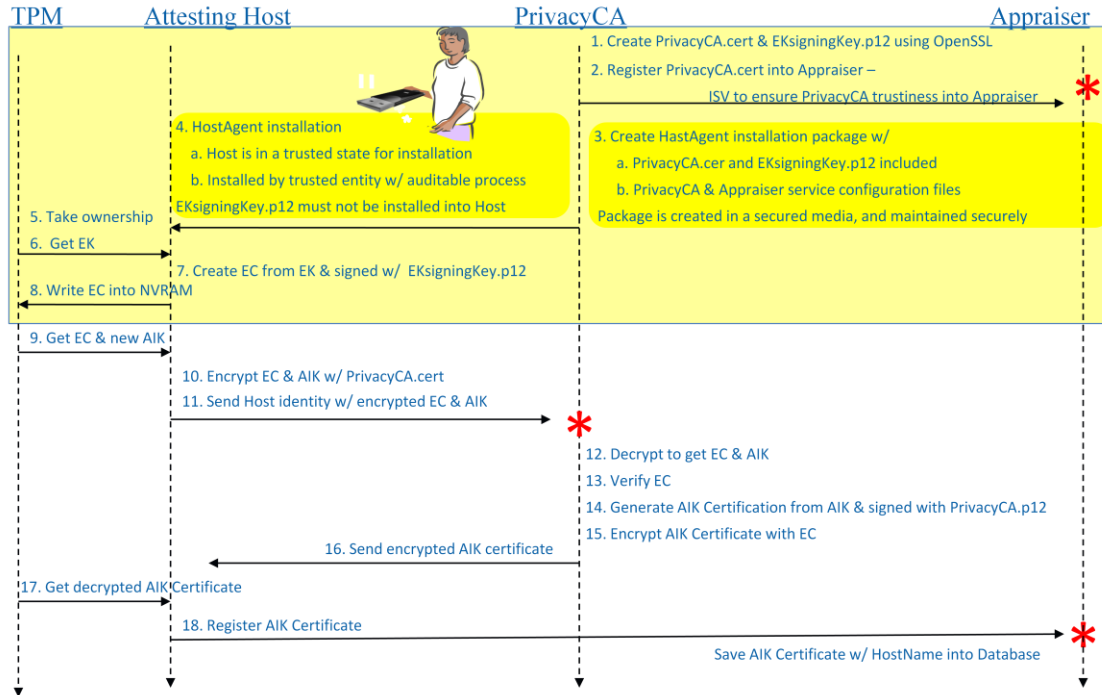 TPM
Attesting Host
PrivacyCA
Appraiser
1. Create PrivacyCA.cert & EKsigningKey.p12 using OpenSSL
2. Register PrivacyCA.cert into Appraiser –
ISV to ensure PrivacyCA trustiness into Appraiser
3. Create HastAgent installation package w/
a. PrivacyCA.cer and EKsigningKey.p12 included
b. PrivacyCA & Appraiser service configuration files
Package is created in a secured media, and maintained securely
4. HostAgent installation
a. Host is in a trusted state for installation
b. Installed by trusted entity w/ auditable process
EKsigningKey.p12 must not be installed into Host
5. Take ownership
6. Get EK
7. Create EC from EK & signed w/ EKsigningKey.p12
8. Write EC into NVRAM
9. Get EC & new AIK
10. Encrypt EC & AIK w/ PrivacyCA.cert
11. Send Host identity w/ encrypted EC & AIK
12. Decrypt to get EC & AIK
13. Verify EC
14. Generate AIK Certification from AIK & signed with PrivacyCA.p12
15. Encrypt AIK Certificate with EC
16. Send encrypted AIK certificate
17. Get decrypted AIK Certificate
18. Register AIK Certificate
Save AIK Certificate w/ HostName into Database